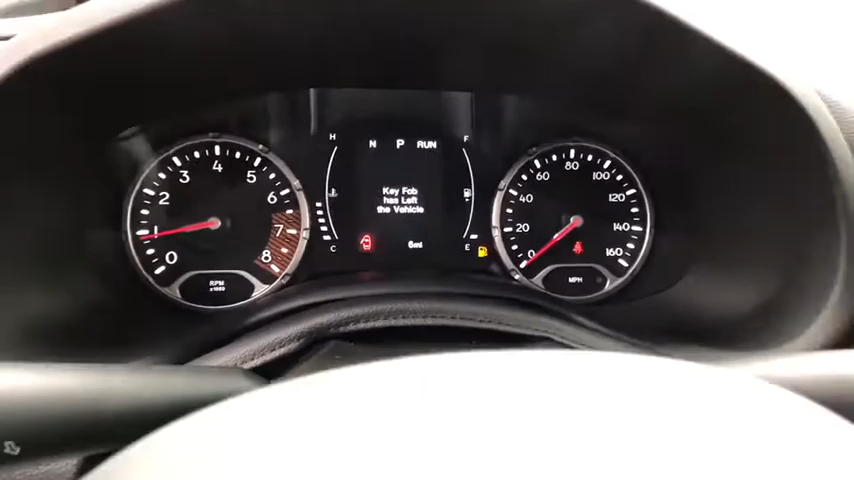 H N P RUN F
Key Fob
has Left
the Vehicle
C 6mi E
0 1 2 3 4 5 6 7 8
RPM
x1000
0 20 40 60 80 100 120 140 160
MPH